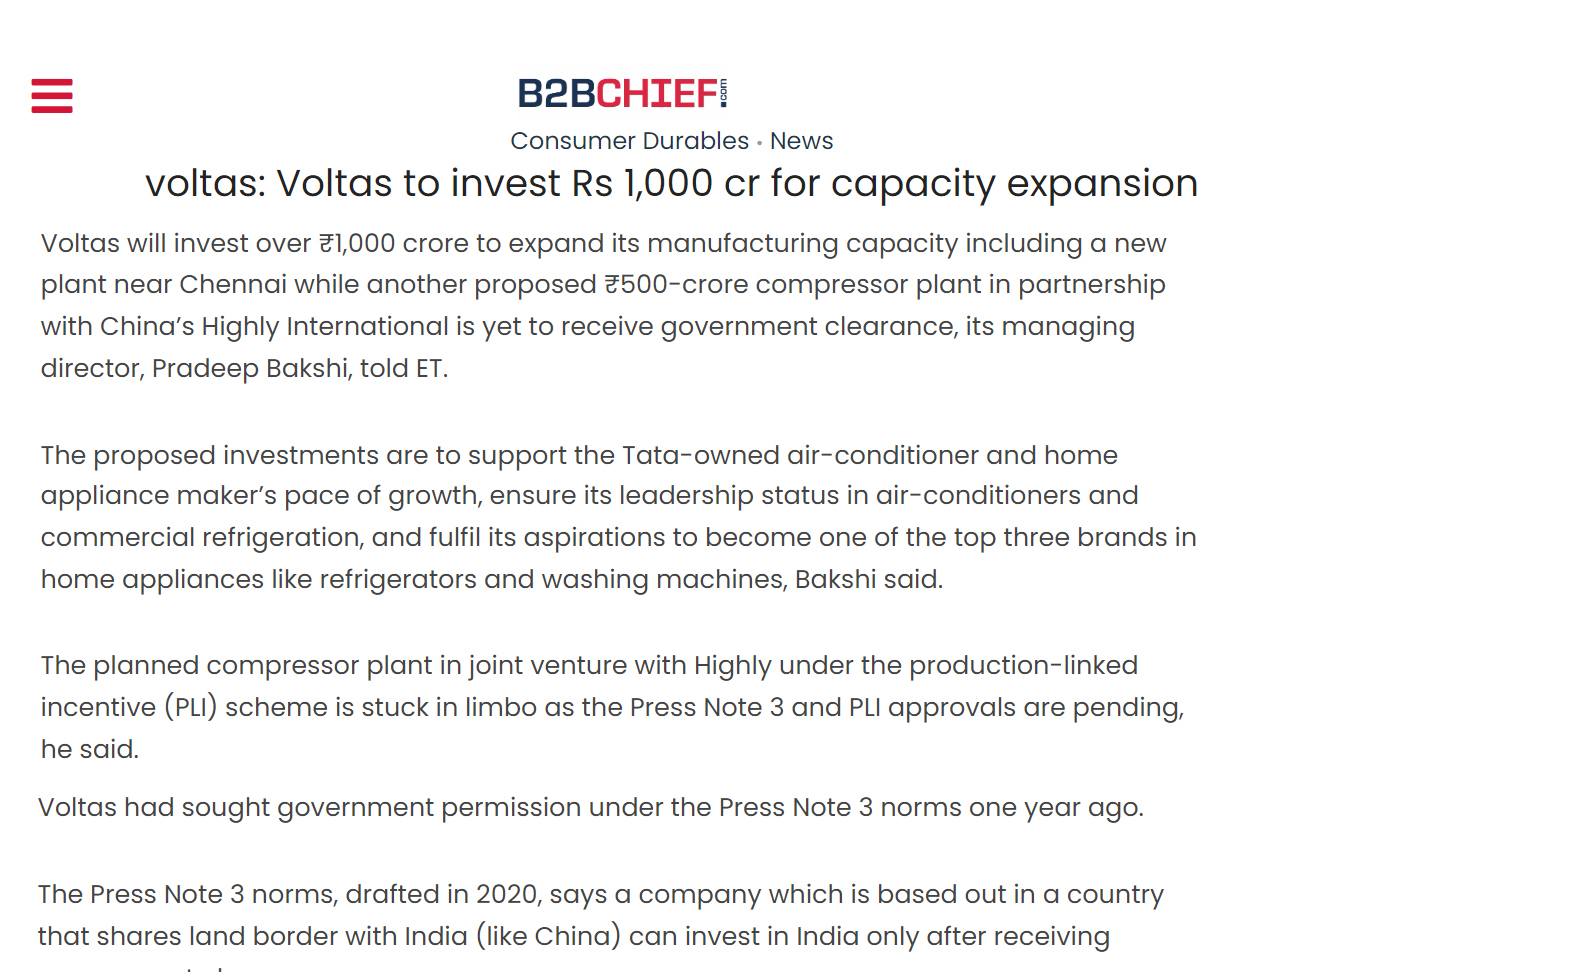 B2BCHIEF.com
Consumer Durables • News
voltas: Voltas to invest Rs 1,000 cr for capacity expansion
Voltas will invest over ₹1,000 crore to expand its manufacturing capacity including a new
plant near Chennai while another proposed ₹500-crore compressor plant in partnership
with China’s Highly International is yet to receive government clearance, its managing
director, Pradeep Bakshi, told ET.
The proposed investments are to support the Tata-owned air-conditioner and home
appliance maker’s pace of growth, ensure its leadership status in air-conditioners and
commercial refrigeration, and fulfil its aspirations to become one of the top three brands in
home appliances like refrigerators and washing machines, Bakshi said.
The planned compressor plant in joint venture with Highly under the production-linked
incentive (PLI) scheme is stuck in limbo as the Press Note 3 and PLI approvals are pending,
he said.
Voltas had sought government permission under the Press Note 3 norms one year ago.
The Press Note 3 norms, drafted in 2020, says a company which is based out in a country
that shares land border with India (like China) can invest in India only after receiving